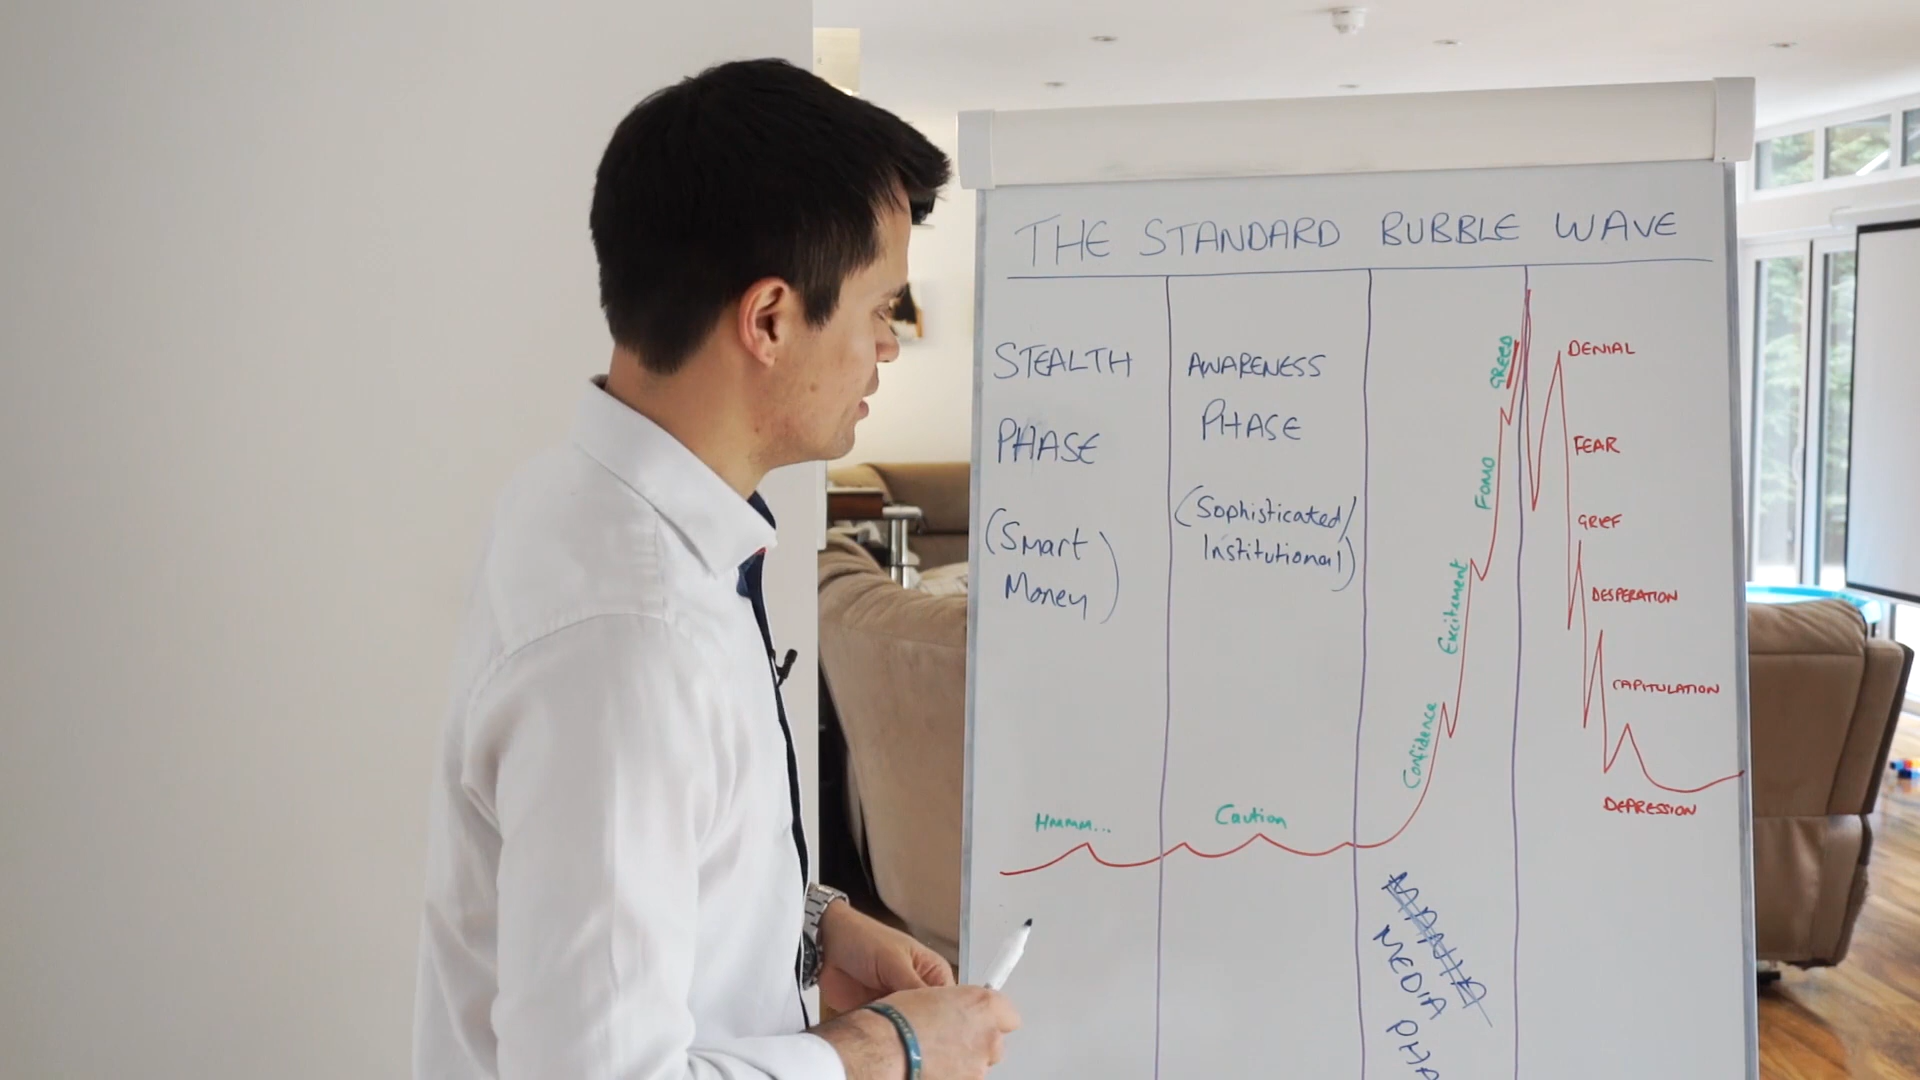 THE STANDARD BUBBLE WAVE
STEALTH
PHASE
(Smart
Money)
AWARENESS
PHASE
(Sophisticated/
Institutional)
Hmmm...
Caution
Confidence
Excitement
FOMO
GREED
MEDIA
PHA
DENIAL
FEAR
GRIEF
DESPERATION
CAPITULATION
DEPRESSION